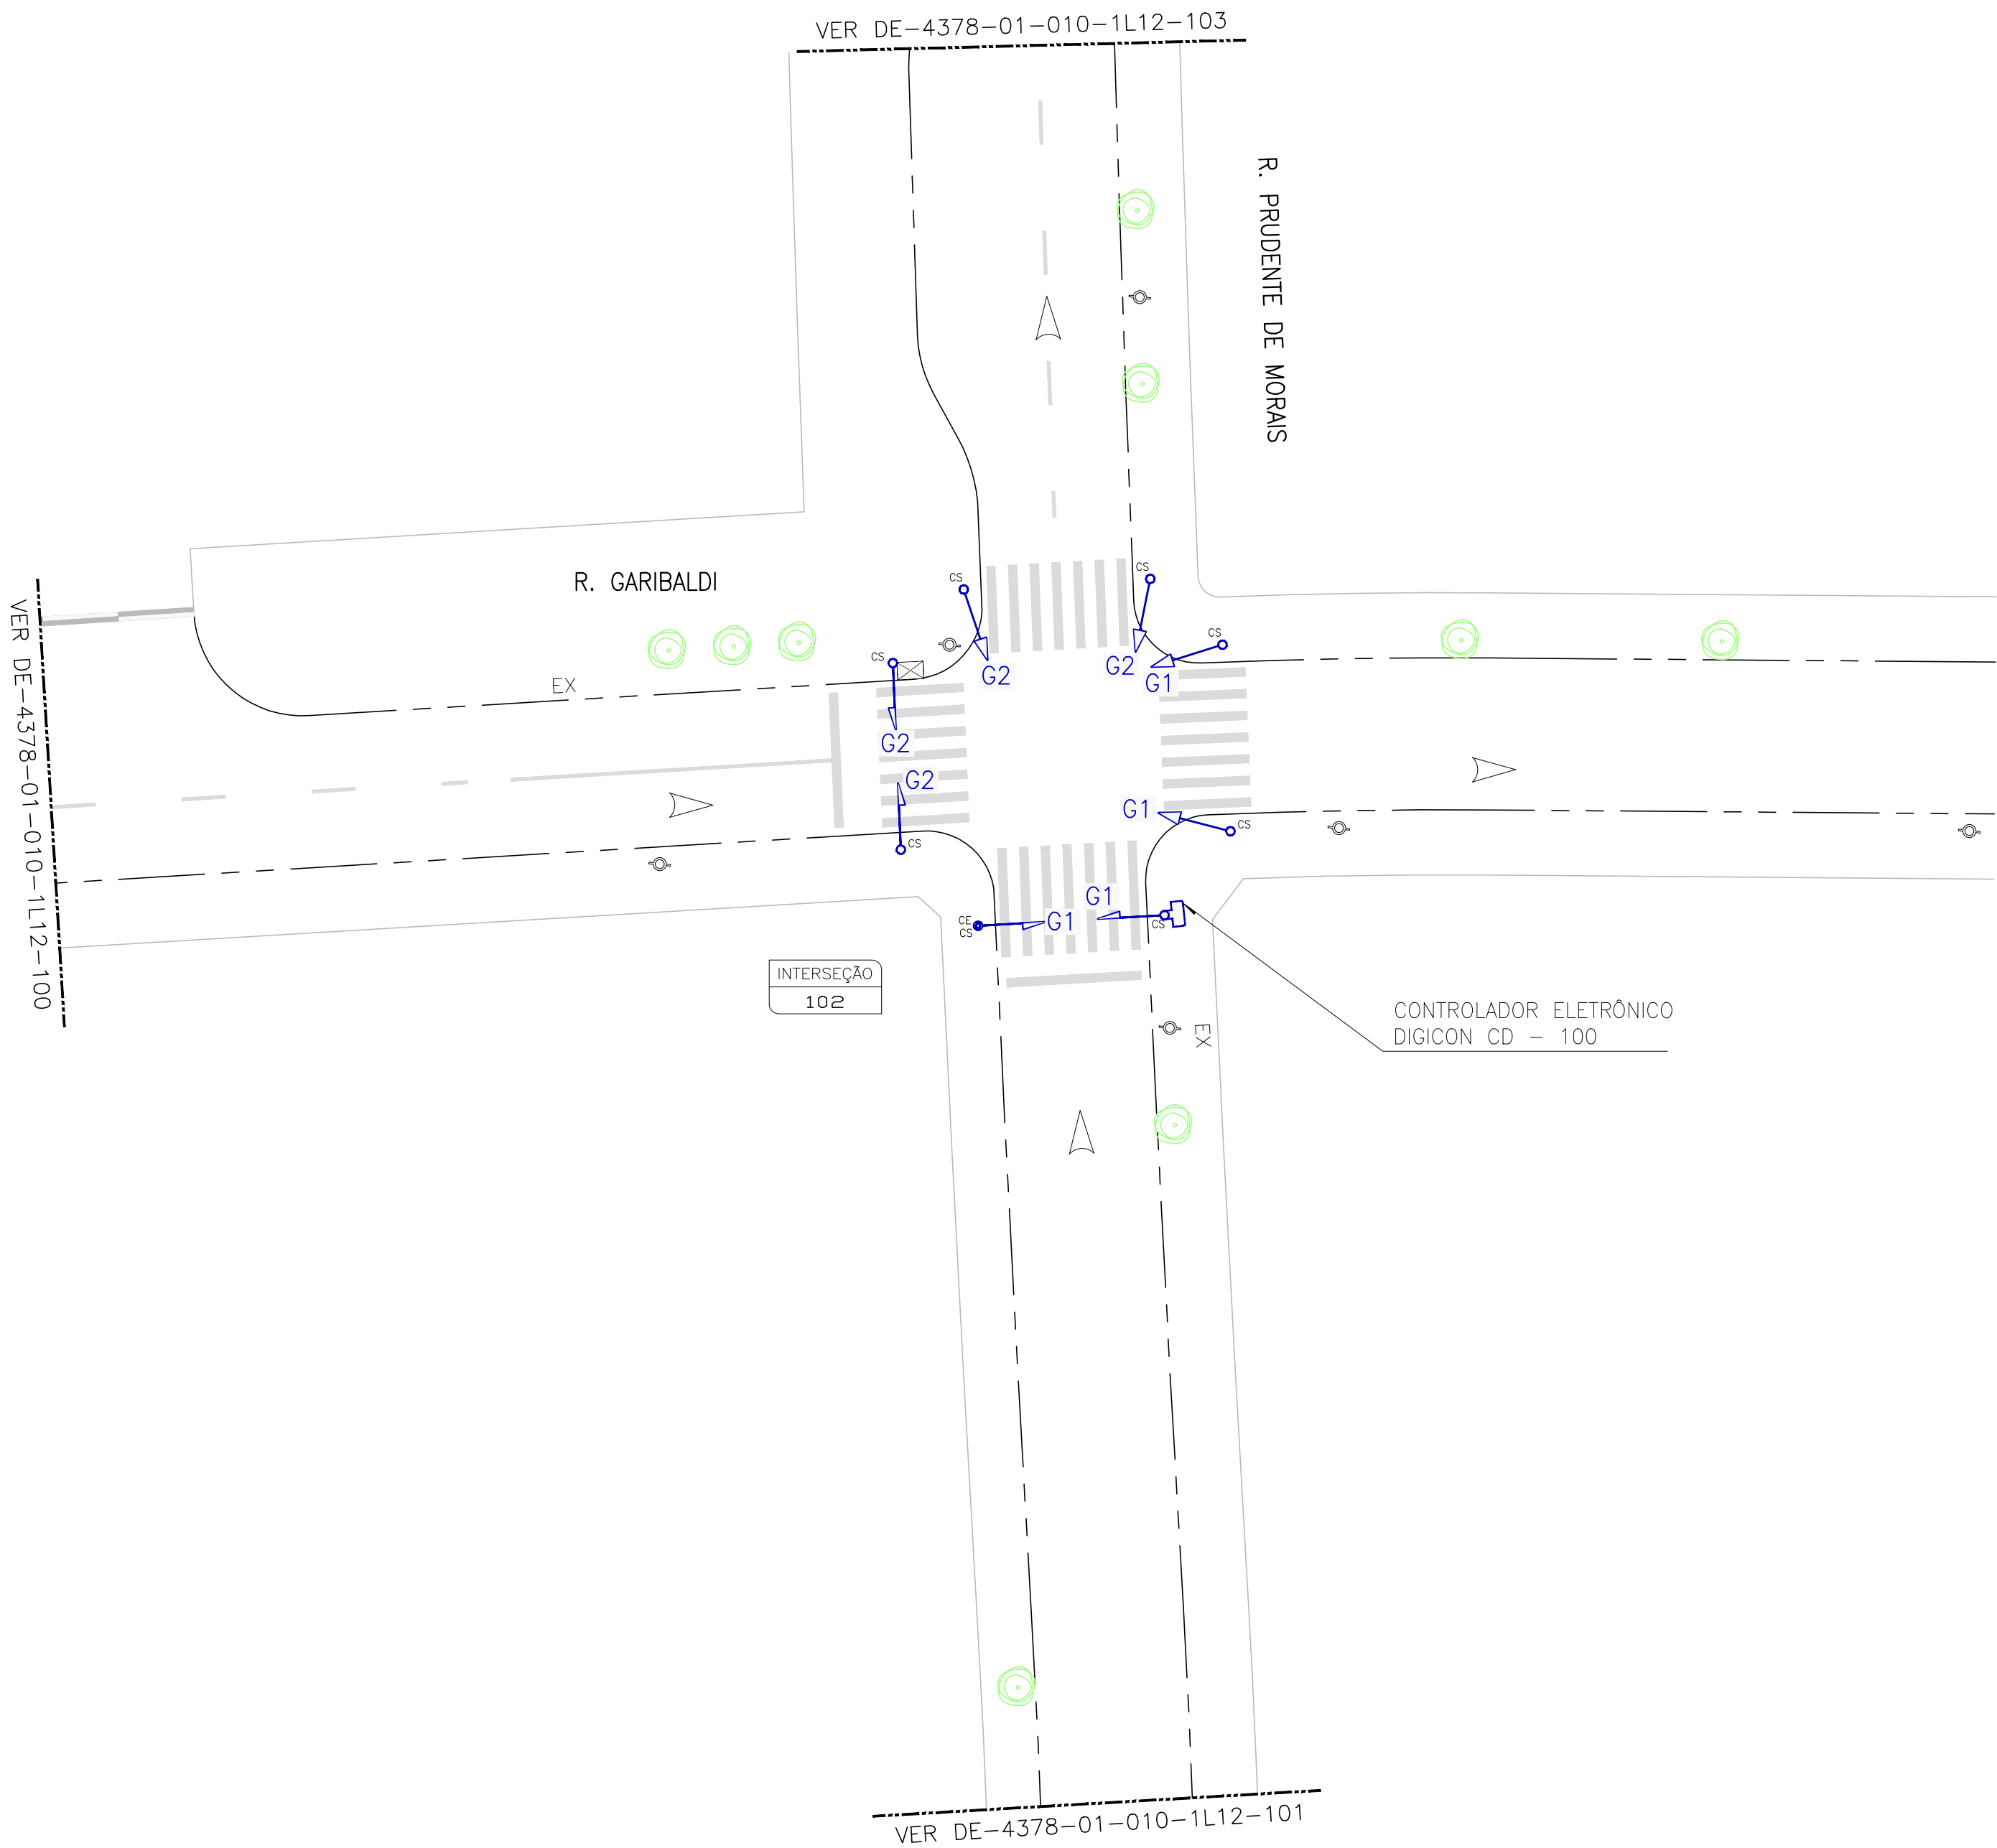 VER DE-4378-01-010-1L12-103
R. PRUDENTE DE MORAIS
R. GARIBALDI
CS
CS
CS
CS
G2
G2
G1
EX
G2
G2
G1
CS
CS
G1
CE
CS
G1
CS
VER DE-4378-01-010-1L12-100
INTERSEÇÃO
102
EX
CONTROLADOR ELETRÔNICO
DIGICON CD - 100
VER DE-4378-01-010-1L12-101